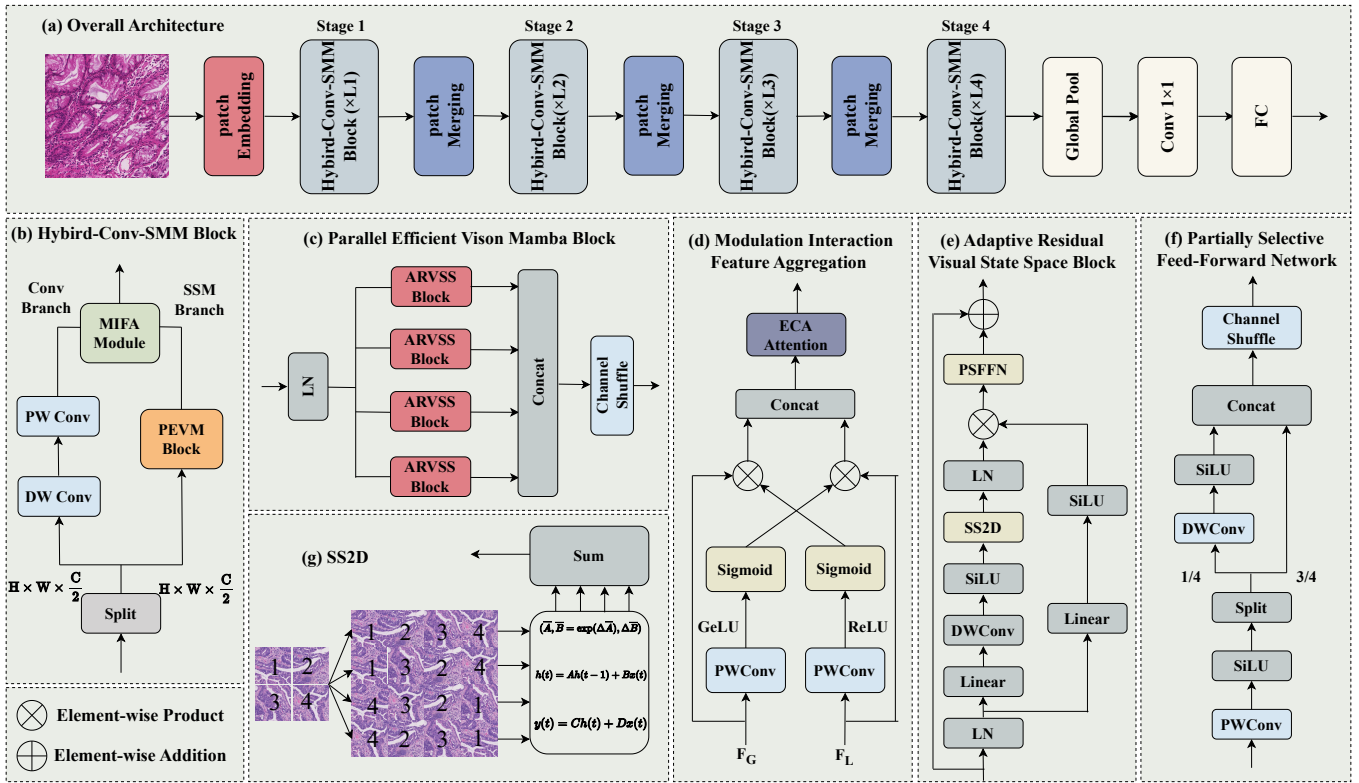 (a) Overall Architecture
Stage 1
Stage 2
Stage 3
Stage 4
patch
Embedding
Hybird-Conv-SMM
Block (×L1)
patch
Merging
Hybird-Conv-SMM
Block(×L2)
patch
Merging
Hybird-Conv-SMM
Block(×L3)
patch
Merging
Hybird-Conv-SMM
Block(×L4)
Global Pool
Conv 1×1
FC
(b) Hybird-Conv-SMM Block
Conv
Branch
SSM
Branch
MIFA
Module
PW Conv
PEVM
Block
DW Conv
H × W × C/2
H × W × C/2
Split
Element-wise Product
Element-wise Addition
(c) Parallel Efficient Vison Mamba Block
LN
ARVSS
Block
ARVSS
Block
ARVSS
Block
ARVSS
Block
Concat
Channel
Shuffle
(g) SS2D
Sum
1 2
3 4
1 2 3 4
1 3 2 4
4 3 2 1
4 2 3 1
(A̅, B̅ = exp(ΔA̅), ΔB̅)
h(t) = Ah(t − 1) + Bx(t)
y(t) = Ch(t) + Dx(t)
(d) Modulation Interaction
Feature Aggregation
ECA
Attention
Concat
Sigmoid
Sigmoid
GeLU
ReLU
PWConv
PWConv
F_G
F_L
(e) Adaptive Residual
Visual State Space Block
PSFFN
LN
SS2D
SiLU
DWConv
Linear
LN
SiLU
Linear
(f) Partially Selective
Feed-Forward Network
Channel
Shuffle
Concat
SiLU
DWConv
1/4
3/4
Split
SiLU
PWConv